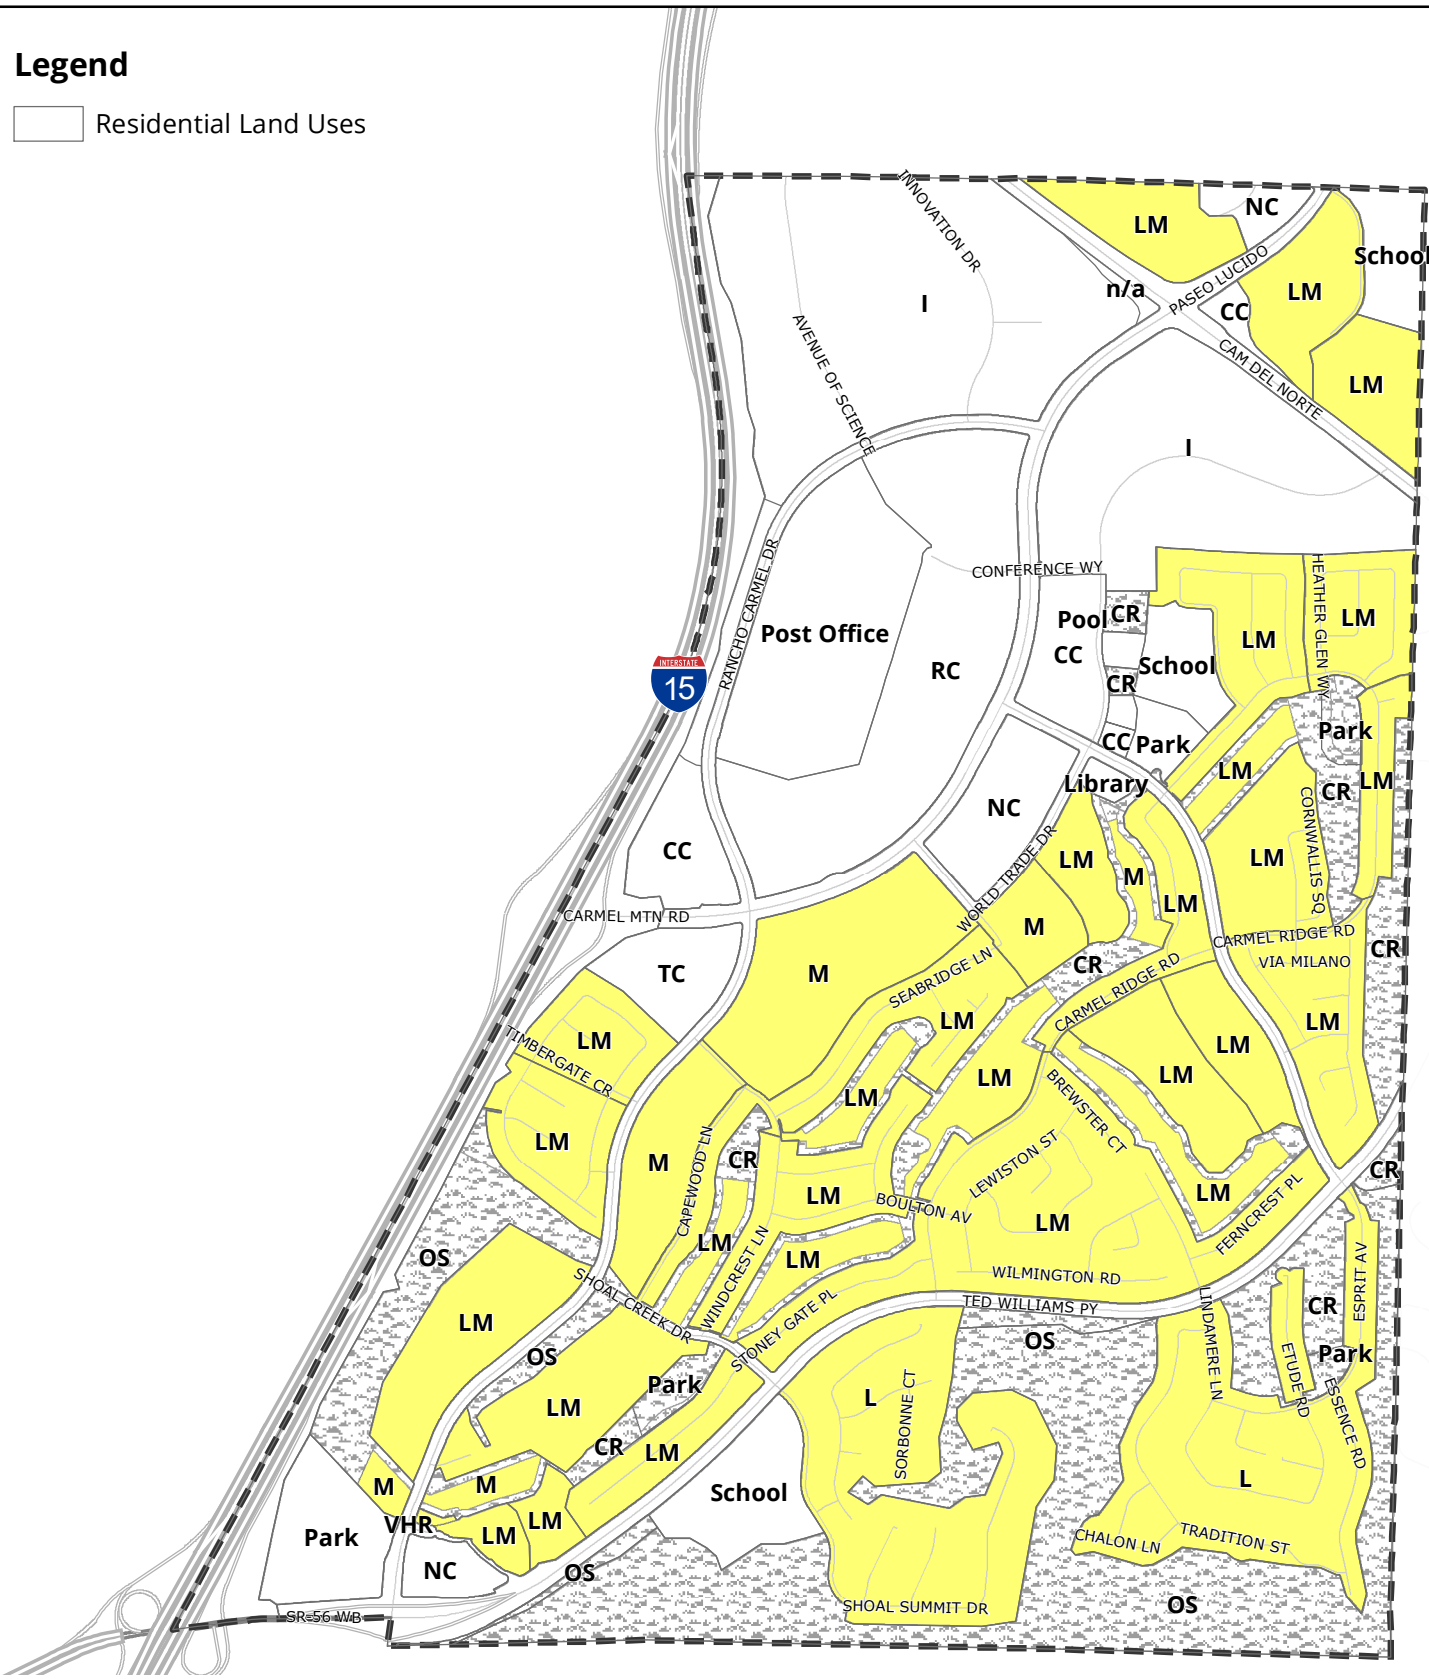 Legend
Residential Land Uses
INNOVATION DR
LM
NC
School
PASEO LUCIDO
n/a
LM
I
CC
AVENUE OF SCIENCE
CAM DEL NORTE
LM
I
CONFERENCE WY
HEATHER GLEN WY
RANCHO CARMEL DR
Pool
CR
LM
Post Office
LM
CC
School
RC
CR
INTERSTATE
15
Park
CC
Park
LM
LM
Library
CR
NC
CORNWALLIS SQ
WORLD TRADE DR
CC
LM
LM
M
LM
CARMEL MTN RD
M
CARMEL RIDGE RD
CR
VIA MILANO
CR
TC
M
SEABRIDGE LN
CARMEL RIDGE RD
LM
LM
LM
LM
TIMBERGATE CR
LM
LM
LM
BREWSTER CT
LM
LM
M
CAPEWOOD LN
CR
LEWISTON ST
CR
LM
LM
BOULTON AV
LM
FERNCREST PL
LM
WINDCREST LN
LM
OS
WILMINGTON RD
ESPRIT AV
SHOAL CREEK DR
TED WILLIAMS PY
LINDAMERE LN
CR
LM
STONEY GATE PL
OS
OS
Park
ETUDE RD
Park
L
SORBONNE CT
ESSENCE RD
LM
CR
LM
L
M
M
School
VHR
LM
LM
Park
CHALON LN
TRADITION ST
NC
OS
SHOAL SUMMIT DR
OS
SR-56 WB